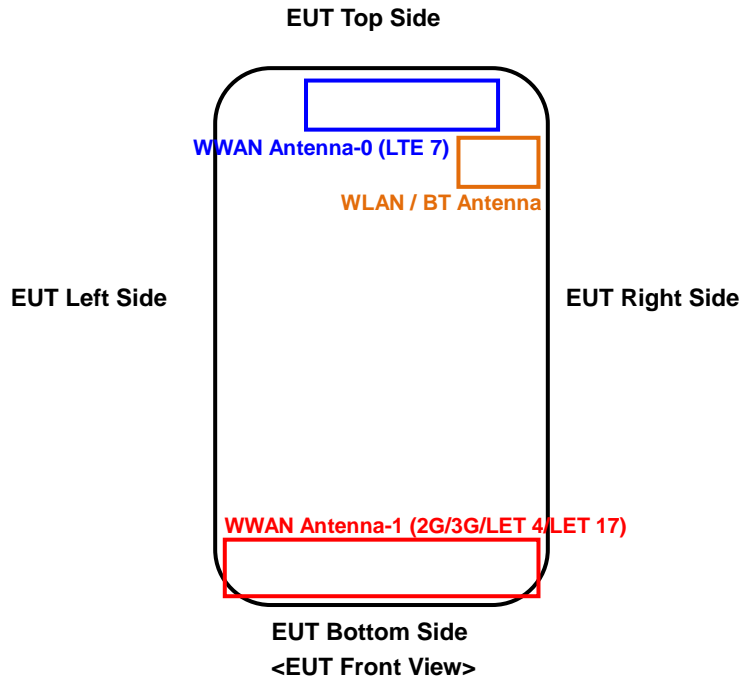 EUT Top Side
WWAN Antenna-0 (LTE 7)
WLAN / BT Antenna
EUT Left Side
EUT Right Side
WWAN Antenna-1 (2G/3G/LET 4/LET 17)
EUT Bottom Side
<EUT Front View>